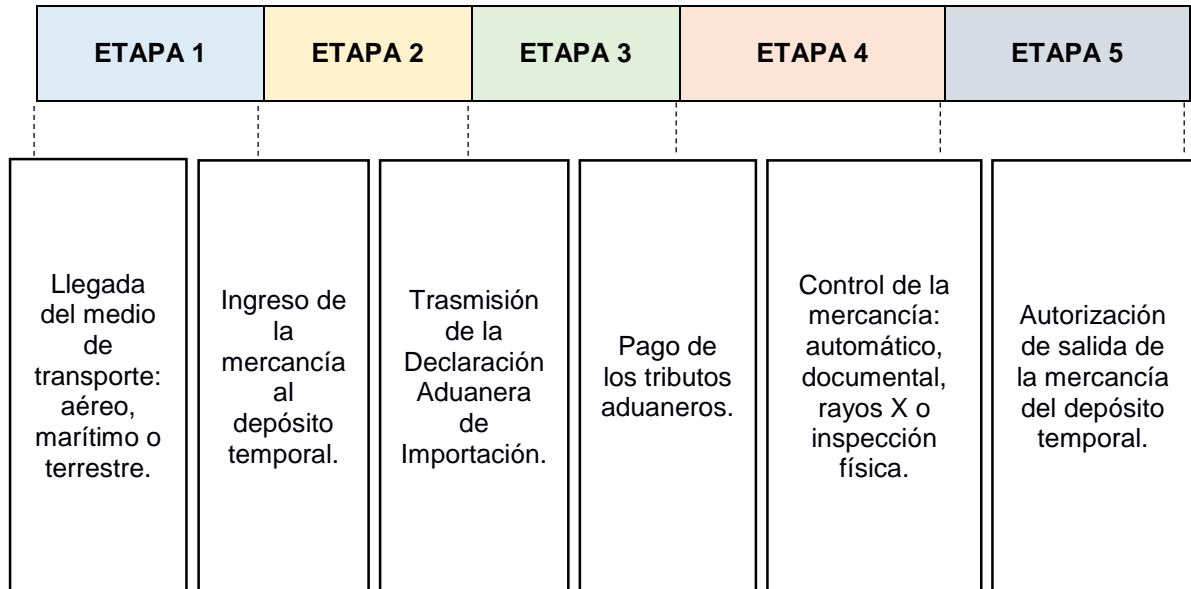 ETAPA 1
ETAPA 2
ETAPA 3
ETAPA 4
ETAPA 5
Llegada
del medio
de
transporte:
aéreo,
marítimo o
terrestre.
Ingreso de
la
mercancía
al
depósito
temporal.
Trasmisión
de la
Declaración
Aduanera
de
Importación.
Pago de
los tributos
aduaneros.
Control de la
mercancía:
automático,
documental,
rayos X o
inspección
física.
Autorización
de salida de
la mercancía
del depósito
temporal.